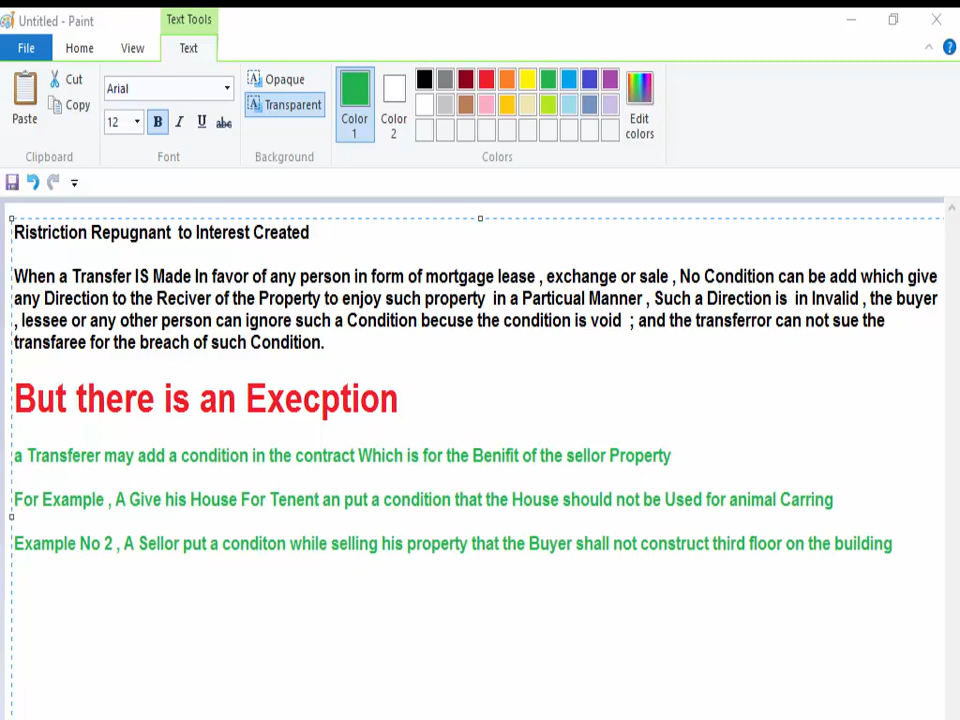 Untitled - Paint
Text Tools
File
Home
View
Text
Paste
Cut
Copy
Clipboard
Arial
12
B
I
U
abc
Font
Opaque
Transparent
Background
Color
1
Color
2
Edit
colors
Colors
Ristriction Repugnant to Interest Created
When a Transfer IS Made In favor of any person in form of mortgage lease , exchange or sale , No Condition can be add which give
any Direction to the Reciver of the Property to enjoy such property in a Particual Manner , Such a Direction is in Invalid , the buyer
, lessee or any other person can ignore such a Condition becuse the condition is void ; and the transferror can not sue the
transfaree for the breach of such Condition.
But there is an Execption
a Transferer may add a condition in the contract Which is for the Benifit of the sellor Property
For Example , A Give his House For Tenent an put a condition that the House should not be Used for animal Carring
Example No 2 , A Sellor put a conditon while selling his property that the Buyer shall not construct third floor on the building